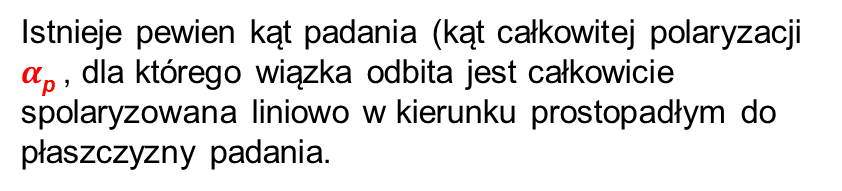 Istnieje pewien kąt padania (kąt całkowitej polaryzacji
αp , dla którego wiązka odbita jest całkowicie
spolaryzowana liniowo w kierunku prostopadłym do
płaszczyzny padania.